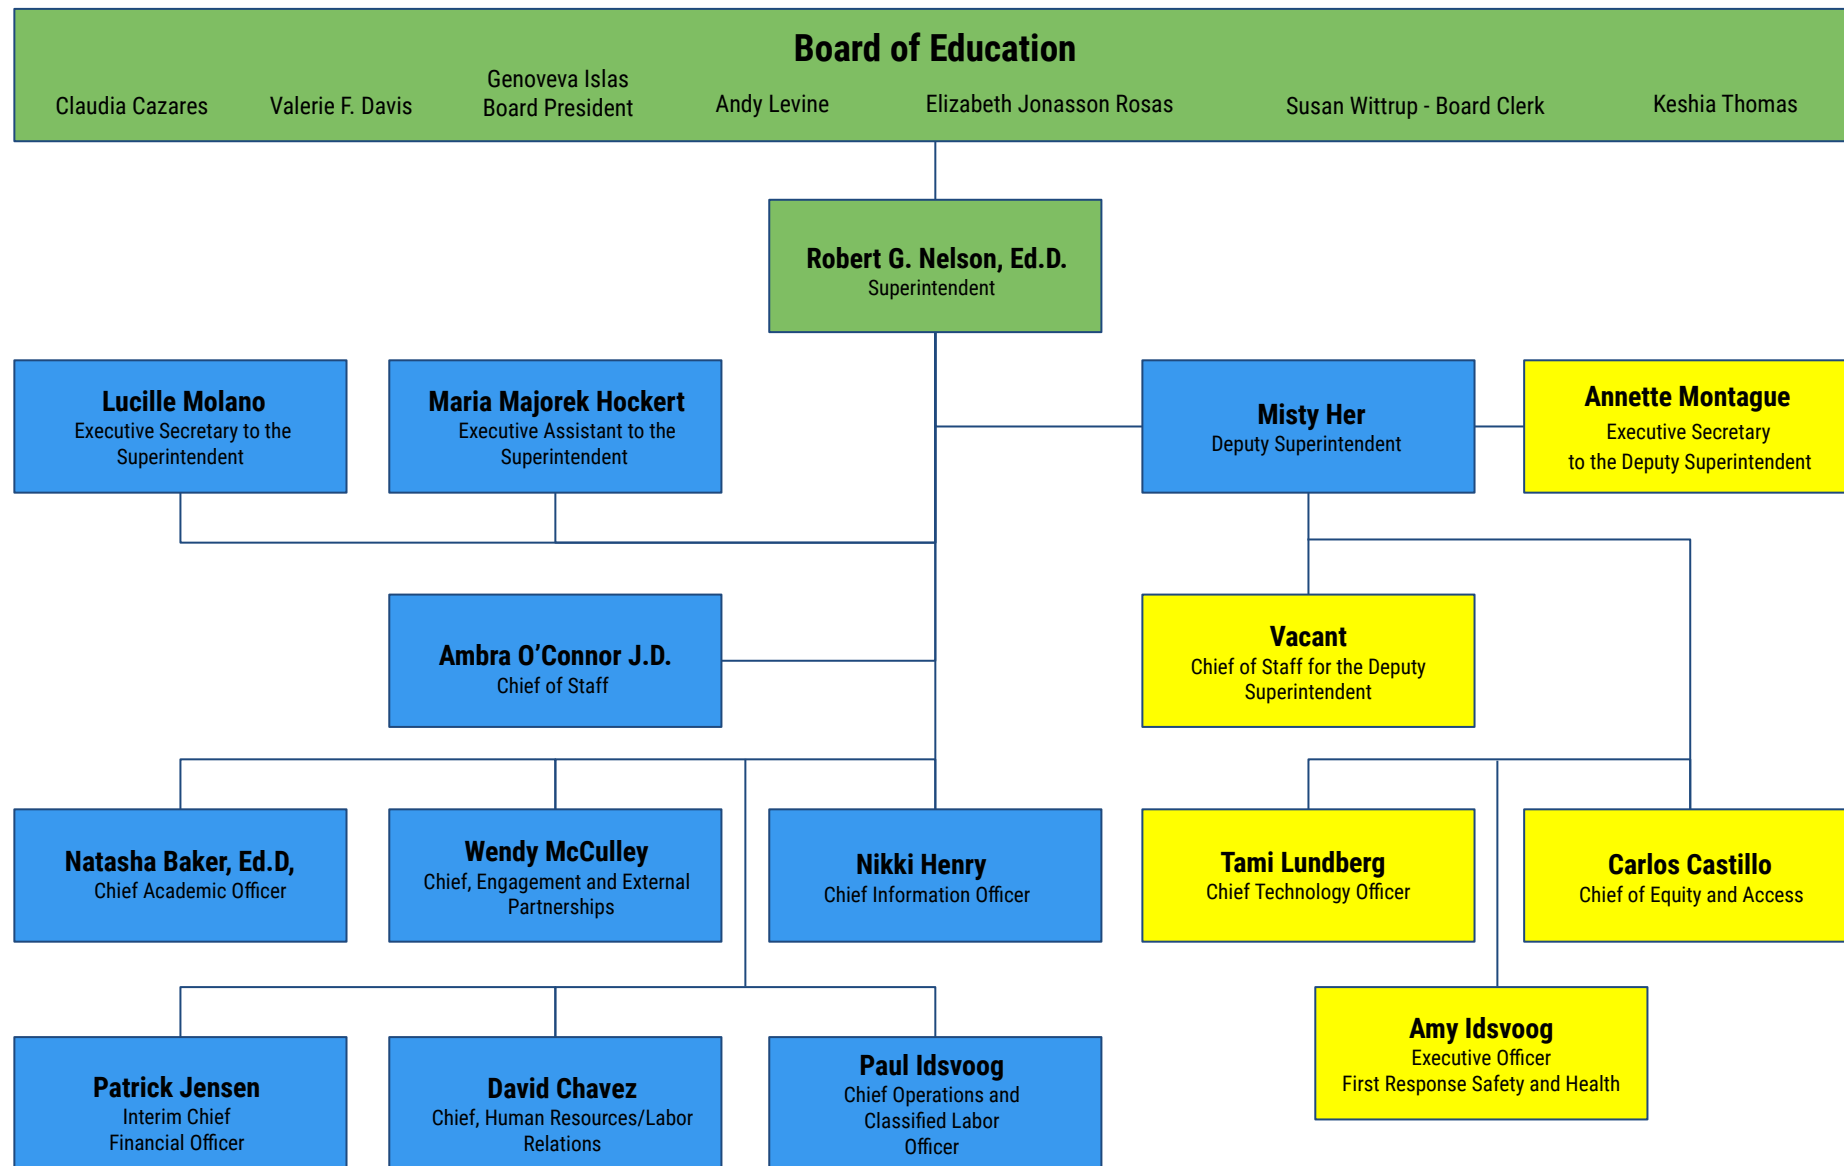 Board of Education
Claudia Cazares
Valerie F. Davis
Genoveva Islas
Board President
Andy Levine
Elizabeth Jonasson Rosas
Susan Wittrup - Board Clerk
Keshia Thomas
Robert G. Nelson, Ed.D.
Superintendent
Lucille Molano
Executive Secretary to the
Superintendent
Maria Majorek Hockert
Executive Assistant to the
Superintendent
Misty Her
Deputy Superintendent
Annette Montague
Executive Secretary
to the Deputy Superintendent
Ambra O’Connor J.D.
Chief of Staff
Vacant
Chief of Staff for the Deputy
Superintendent
Natasha Baker, Ed.D,
Chief Academic Officer
Wendy McCulley
Chief, Engagement and External
Partnerships
Nikki Henry
Chief Information Officer
Tami Lundberg
Chief Technology Officer
Carlos Castillo
Chief of Equity and Access
Patrick Jensen
Interim Chief
Financial Officer
David Chavez
Chief, Human Resources/Labor
Relations
Paul Idsvoog
Chief Operations and
Classified Labor
Officer
Amy Idsvoog
Executive Officer
First Response Safety and Health